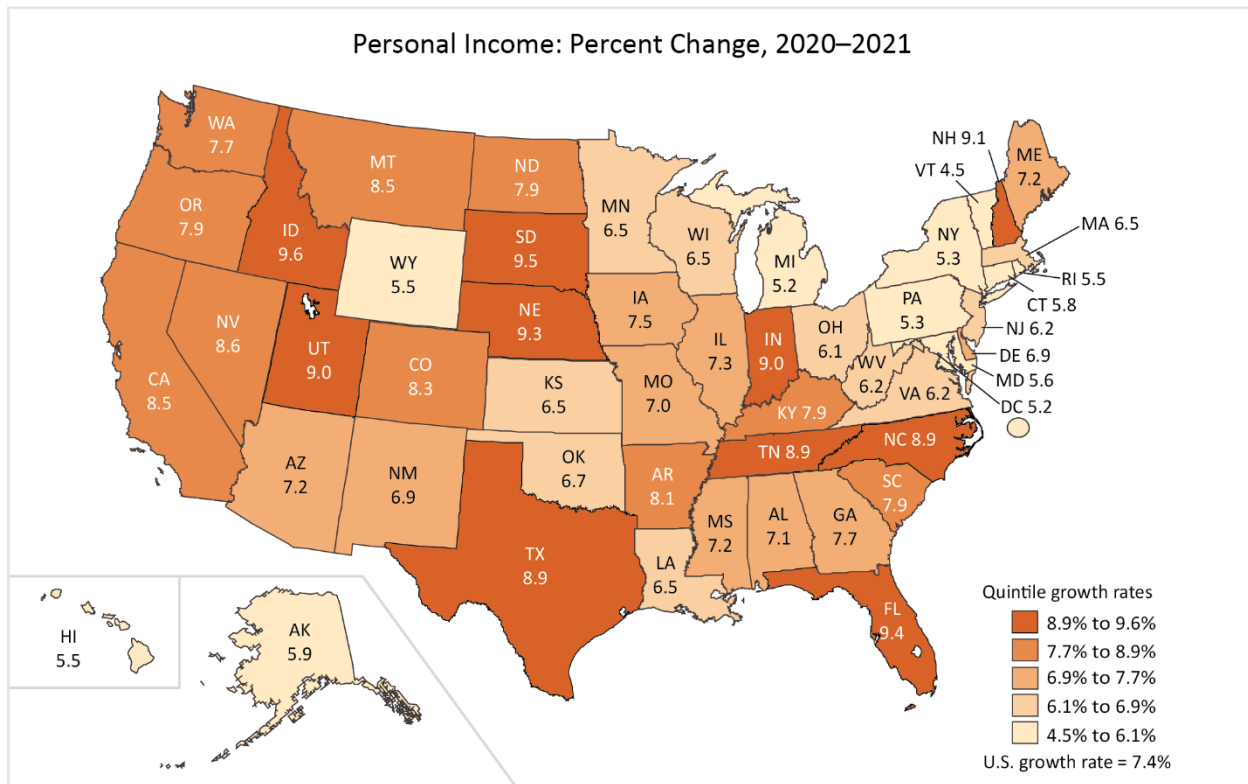 Personal Income: Percent Change, 2020–2021
WA
7.7
OR
7.9
CA
8.5
NV
8.6
ID
9.6
MT
8.5
WY
5.5
UT
9.0
CO
8.3
AZ
7.2
NM
6.9
ND
7.9
SD
9.5
NE
9.3
KS
6.5
OK
6.7
TX
8.9
MN
6.5
IA
7.5
MO
7.0
AR
8.1
LA
6.5
WI
6.5
IL
7.3
MI
5.2
IN
9.0
OH
6.1
KY 7.9
TN 8.9
MS
7.2
AL
7.1
GA
7.7
FL
9.4
SC
7.9
NC 8.9
WV
6.2
VA 6.2
PA
5.3
NY
5.3
VT 4.5
NH 9.1
ME
7.2
MA 6.5
RI 5.5
CT 5.8
NJ 6.2
DE 6.9
MD 5.6
DC 5.2
HI
5.5
AK
5.9
Quintile growth rates
8.9% to 9.6%
7.7% to 8.9%
6.9% to 7.7%
6.1% to 6.9%
4.5% to 6.1%
U.S. growth rate = 7.4%